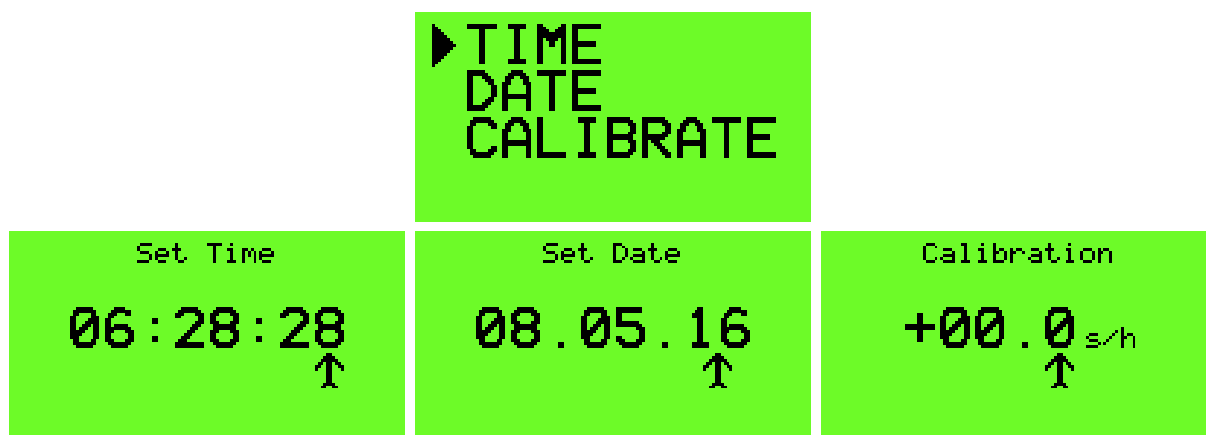 TIME
DATE
CALIBRATE
Set Time
06:28:28
Set Date
08.05.16
Calibration
+00.0 s/h